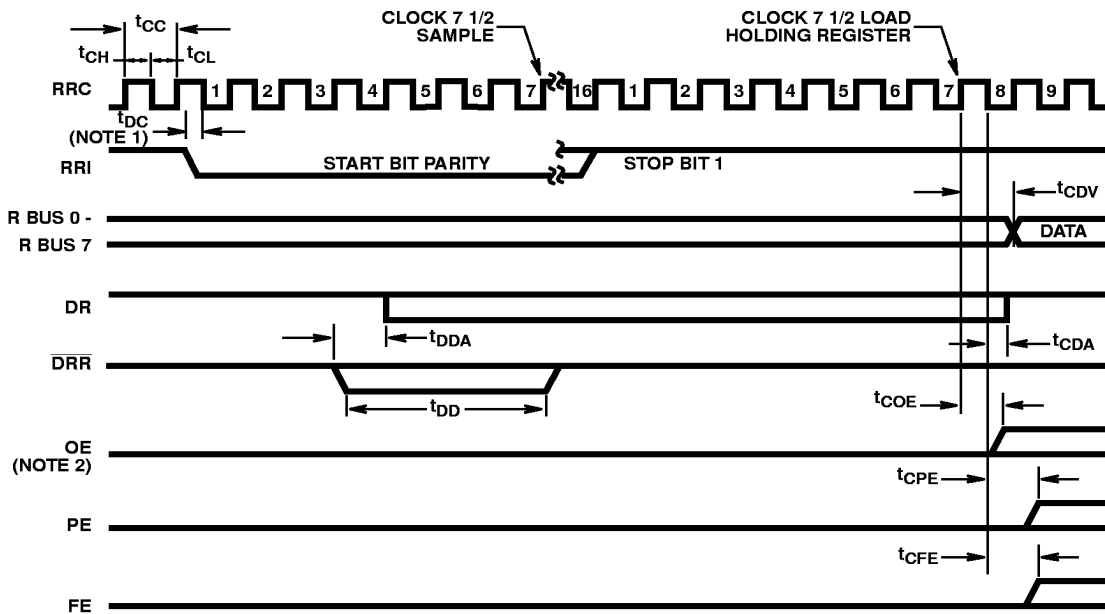 tCC
CLOCK 7 1/2
SAMPLE
CLOCK 7 1/2 LOAD
HOLDING REGISTER
tCH
tCL
RRC
1 2 3 4 5 6 7 16 1 2 3 4 5 6 7 8 9
tDC
(NOTE 1)
RRI
START BIT PARITY
STOP BIT 1
tCDV
R BUS 0 -
R BUS 7
DATA
DR
tDDA
tCDA
DRR
tDD
tCOE
OE
(NOTE 2)
tCPE
PE
tCFE
FE